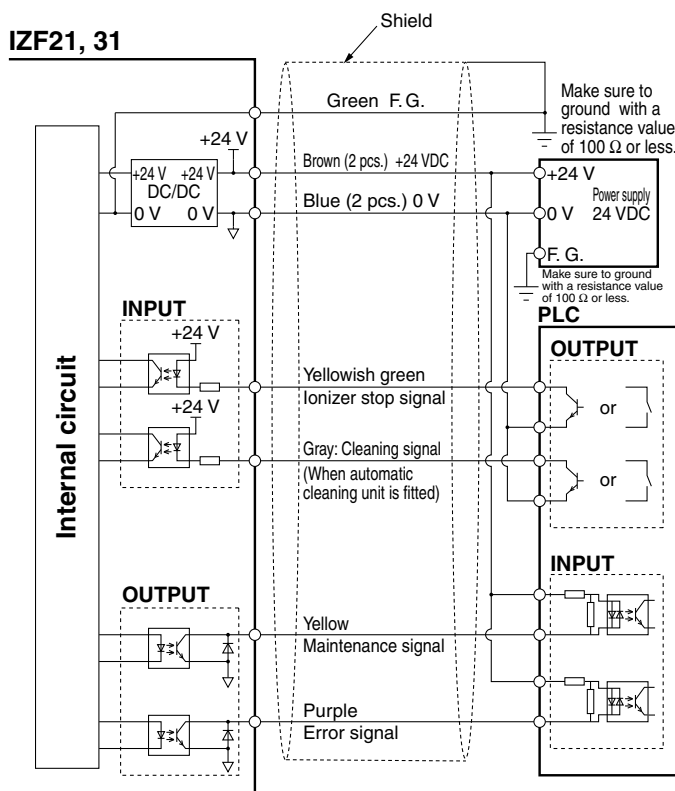 IZF21, 31
Shield
Green F. G.
Make sure to
ground with a
resistance value
of 100 Ω or less.
+24 V
Brown (2 pcs.) +24 VDC
+24 V +24 V
DC/DC
0 V 0 V
Blue (2 pcs.) 0 V
+24 V
0 V
Power supply
24 VDC
F. G.
Make sure to ground
with a resistance value
of 100 Ω or less.
PLC
INPUT
+24 V
OUTPUT
Yellowish green
Ionizer stop signal
or
+24 V
Gray: Cleaning signal
(When automatic
cleaning unit is fitted)
or
Internal circuit
OUTPUT
INPUT
Yellow
Maintenance signal
Purple
Error signal